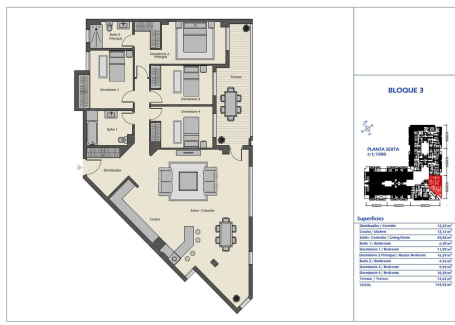 Baño 2
Principal
Dormitorio 2
Principal
Terraza
Dormitorio 1
Dormitorio 3
Dormitorio 4
Baño 1
Distribuidor
Salón - Comedor
Cocina
BLOQUE 3
PLANTA SEXTA
e:1/1000
Superficies
Distribuidor / Corridor
Cocina / Kitchen
Salón - Comedor / Living Room
Baño 1 / Bathroom
Dormitorio 1 / Bedroom
Dormitorio 2 Principal / Master Bedroom
Baño 2 / Bathroom
Dormitorio 3 / Bedroom
Dormitorio 4 / Bedroom
Terraza / Terrace
TOTAL